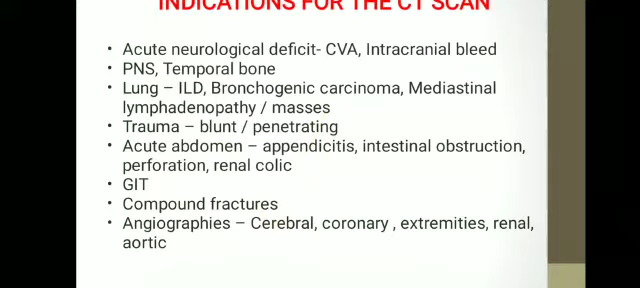 INDICATIONS FOR THE CT SCAN
• Acute neurological deficit- CVA, Intracranial bleed
• PNS, Temporal bone
• Lung – ILD, Bronchogenic carcinoma, Mediastinal
lymphadenopathy / masses
• Trauma – blunt / penetrating
• Acute abdomen – appendicitis, intestinal obstruction,
perforation, renal colic
• GIT
• Compound fractures
• Angiographies – Cerebral, coronary , extremities, renal,
aortic